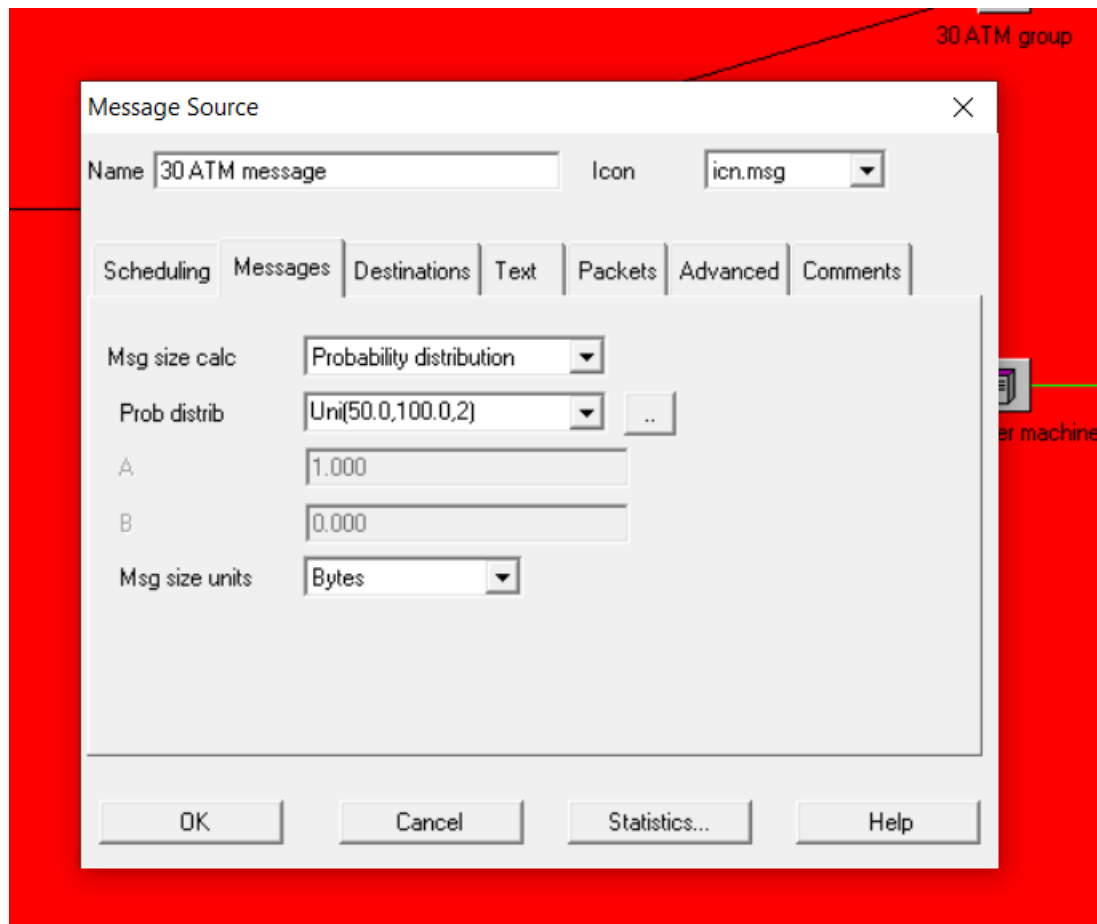 30 ATM group
Message Source
Name 30 ATM message Icon icn.msg
Scheduling Messages Destinations Text Packets Advanced Comments
Msg size calc Probability distribution
Prob distrib Uni(50.0,100.0,2) ..
A 1.000
B 0.000
er machine
Msg size units Bytes
OK Cancel Statistics... Help